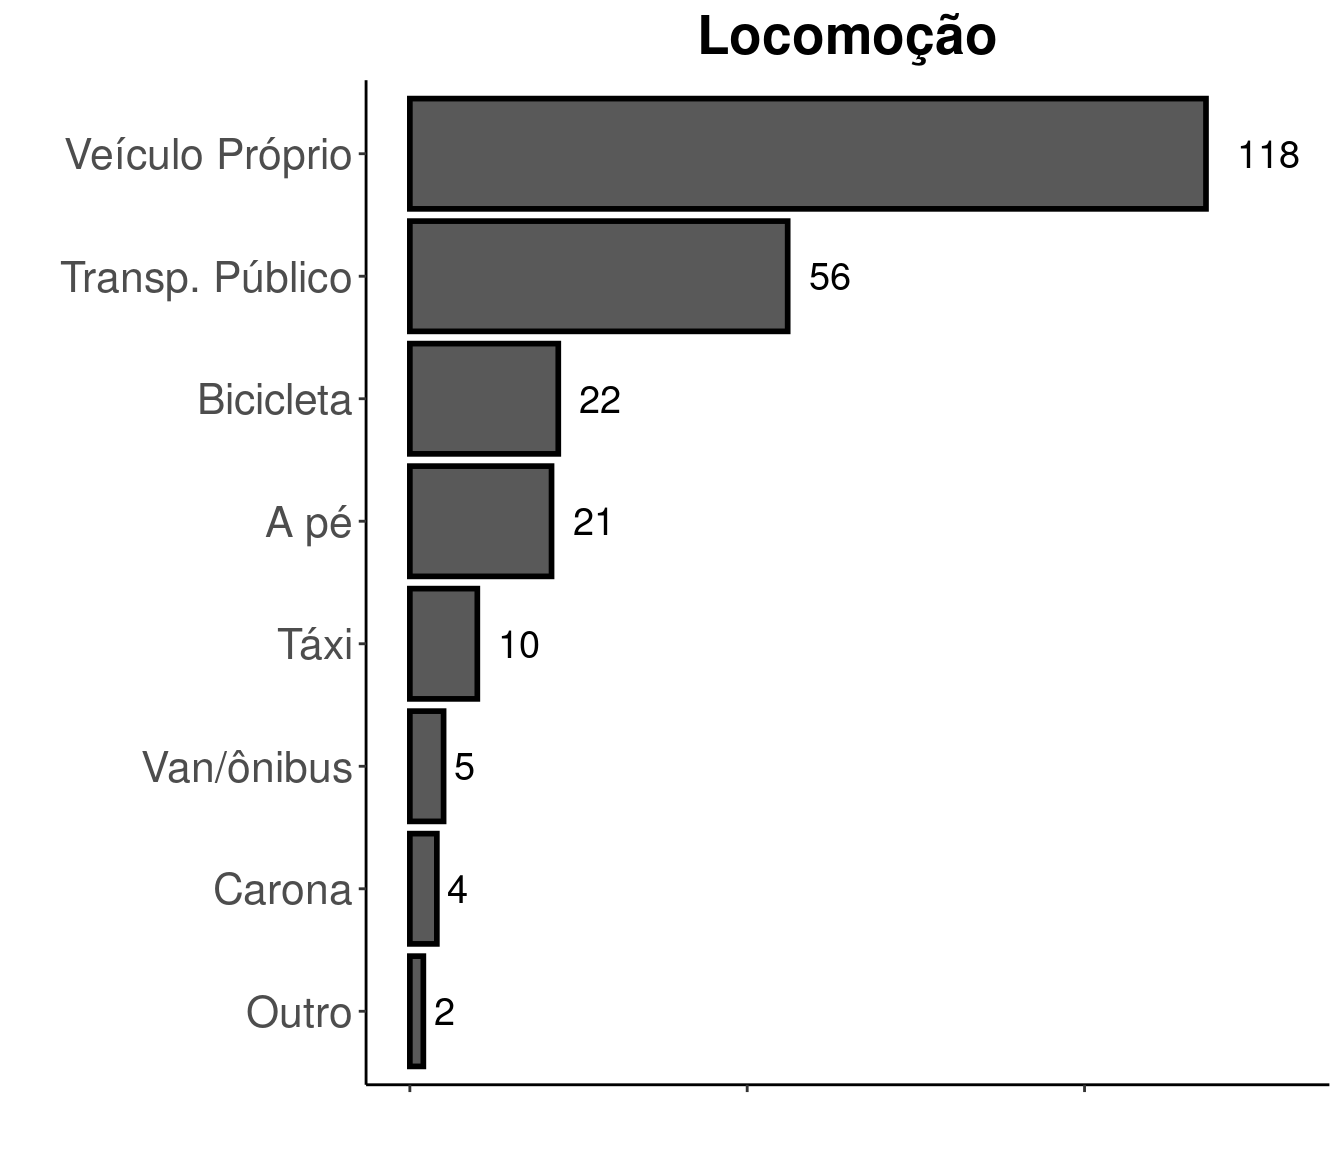 Locomoção
Veículo Próprio 118
Transp. Público 56
Bicicleta 22
A pé 21
Táxi 10
Van/ônibus 5
Carona 4
Outro 2